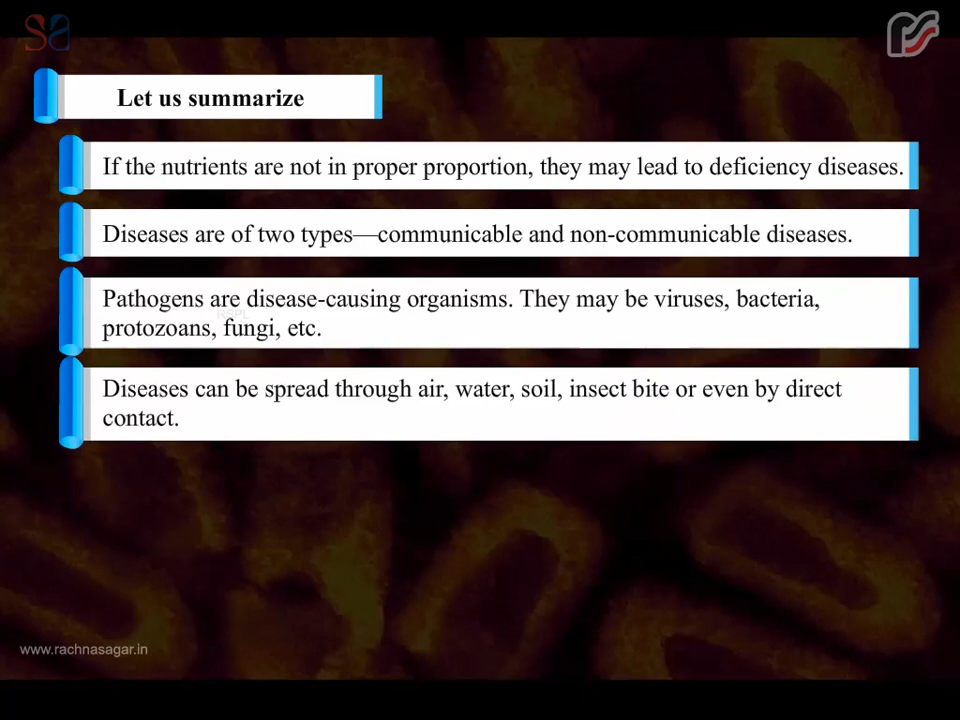 Let us summarize
If the nutrients are not in proper proportion, they may lead to deficiency diseases.
Diseases are of two types—communicable and non-communicable diseases.
Pathogens are disease-causing organisms. They may be viruses, bacteria,
protozoans, fungi, etc.
RSPL
Diseases can be spread through air, water, soil, insect bite or even by direct
contact.
www.rachnasagar.in